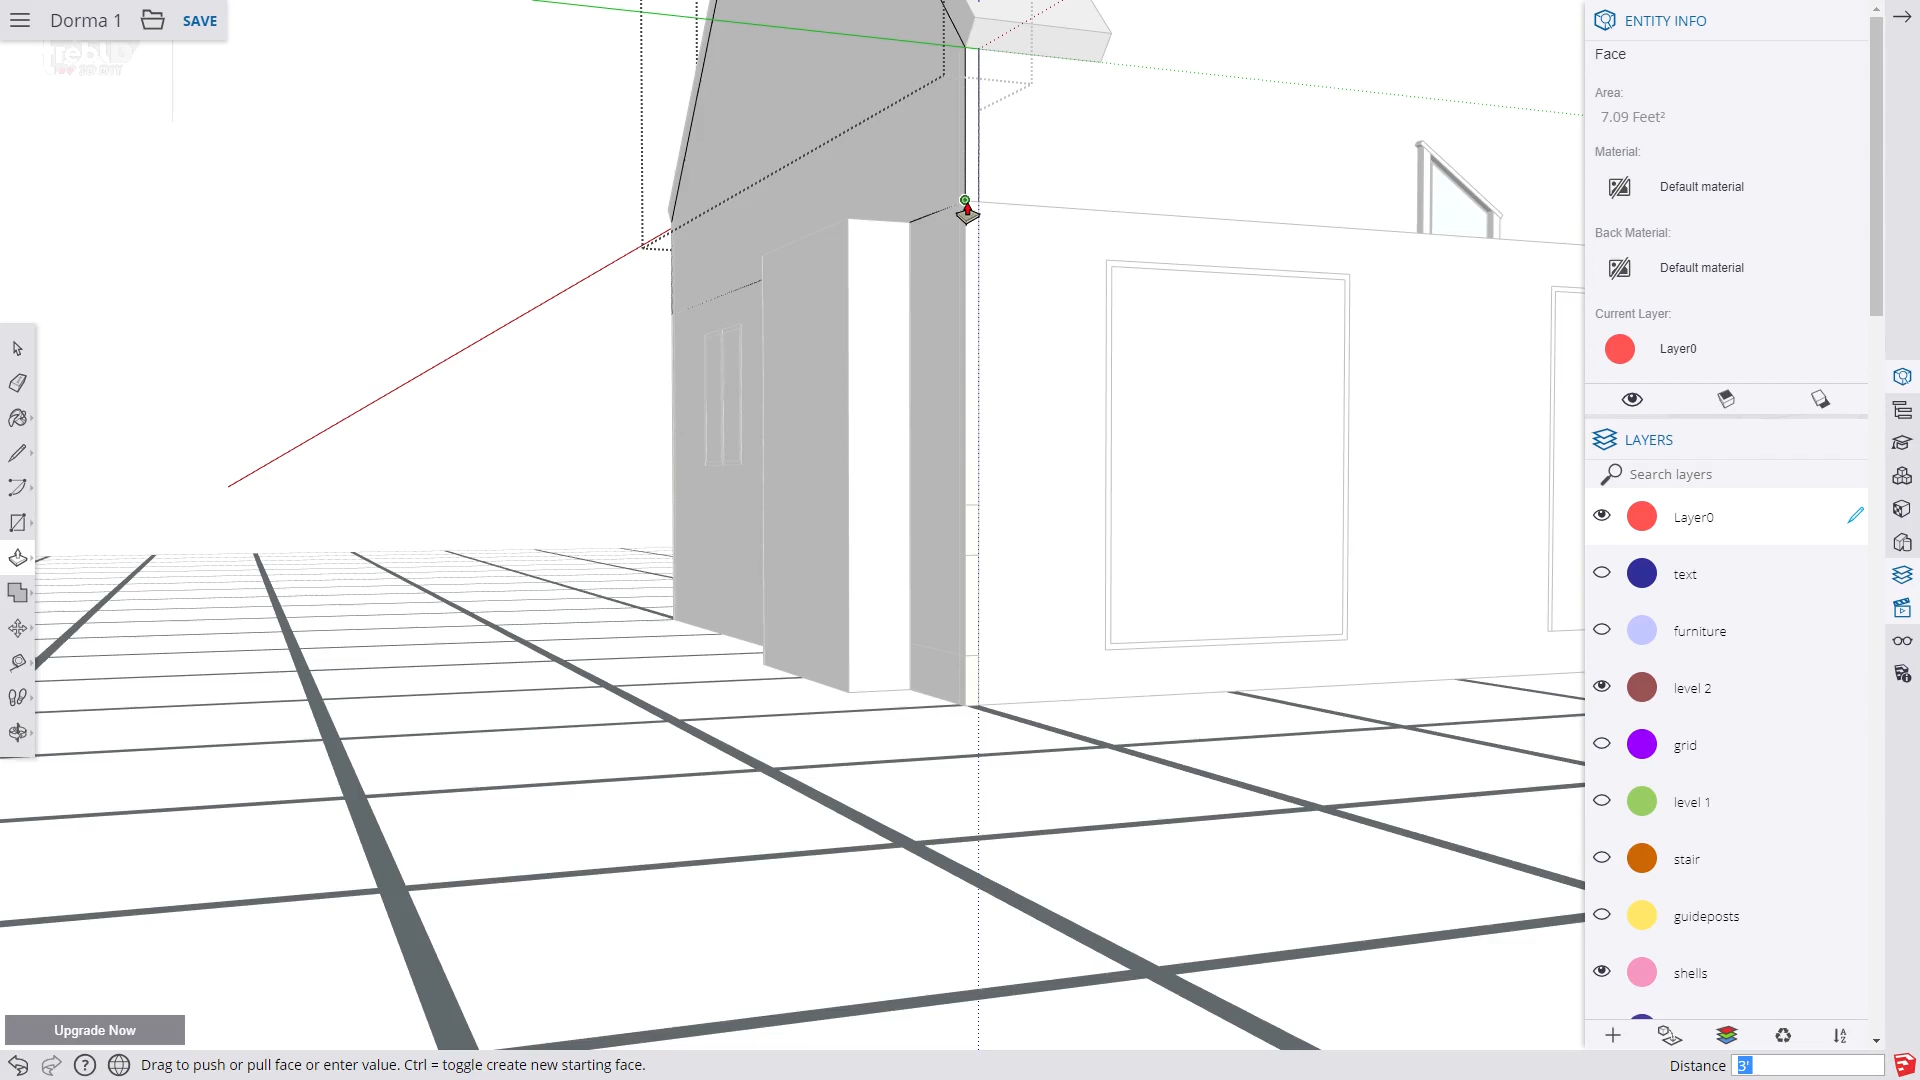 Dorma 1
SAVE
Upgrade Now
Drag to push or pull face or enter value. Ctrl = toggle create new starting face.
ENTITY INFO
Face
Area:
7.09 Feet²
Material:
Default material
Back Material:
Default material
Current Layer:
Layer0
LAYERS
Search layers
Layer0
text
furniture
level 2
grid
level 1
stair
guideposts
shells
Distance 3'